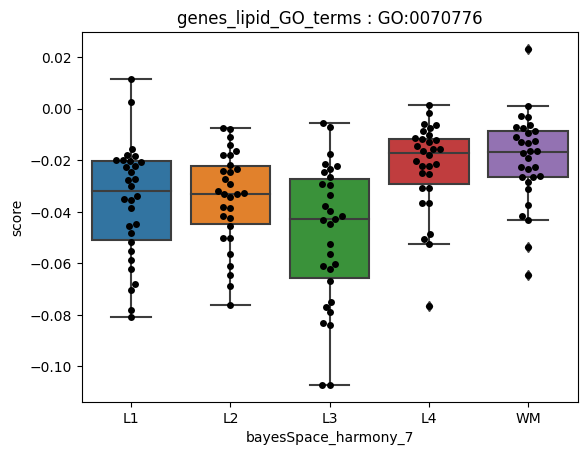 genes_lipid_GO_terms : GO:0070776
0.02
0.00
−0.02
−0.04
−0.06
−0.08
−0.10
score
L1 L2 L3 L4 WM
bayesSpace_harmony_7